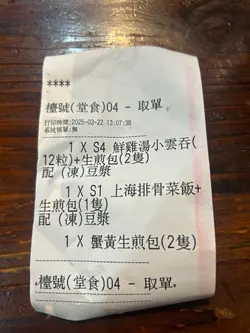 ****
檯號(堂食)04 - 取單
打印時間:2025-03-22 13:07:38
系統賬單:無
1 X S4 鮮雞湯小雲吞(
12粒)+生煎包(2隻)
配 (凍)豆漿
1 X S1 上海排骨菜飯+
生煎包(1隻)
配 (凍)豆漿
1 X 蟹黃生煎包(2隻)
檯號(堂食)04 - 取單